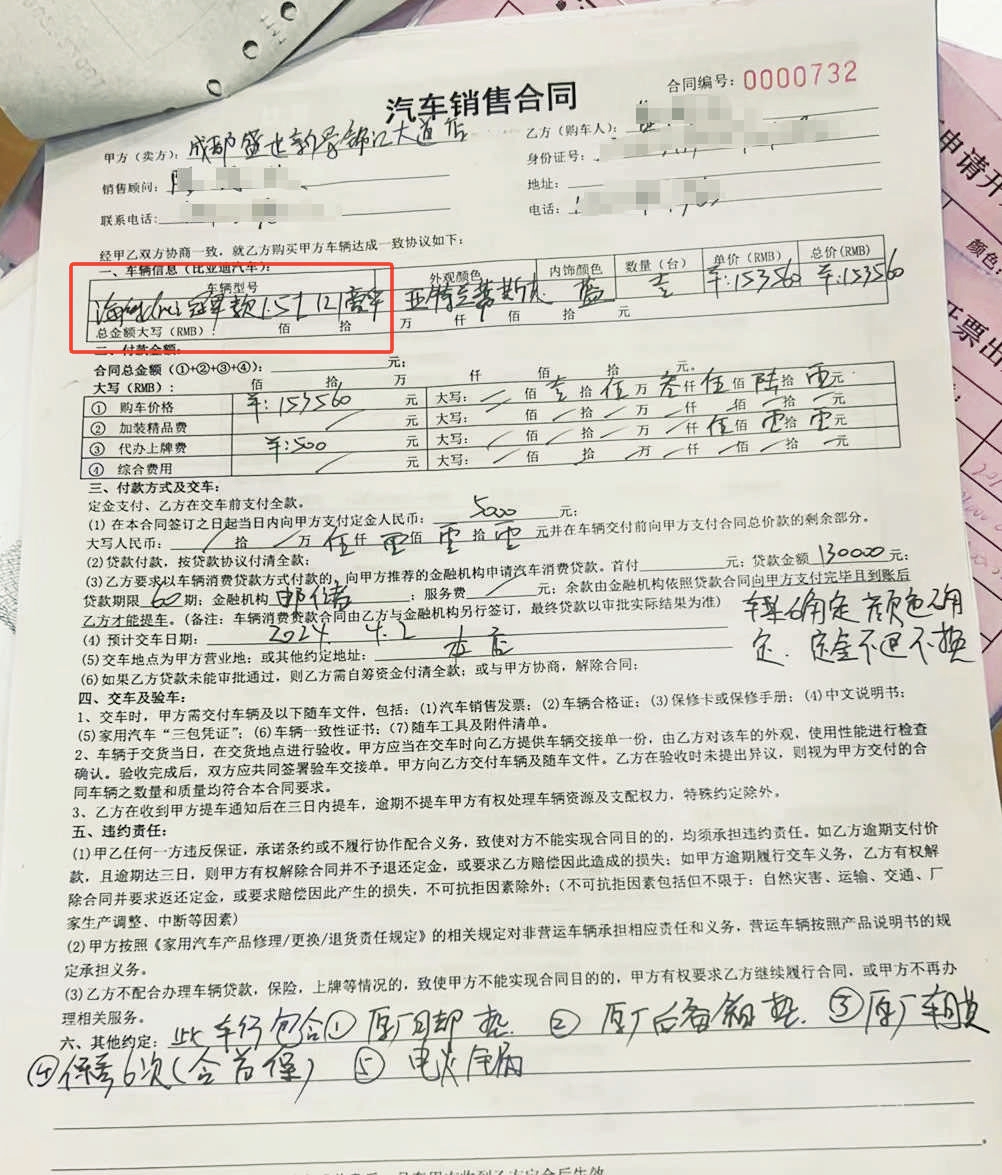 汽车销售合同
合同编号：0000732
甲方（卖方）：成都盛世新景锦江大道店
乙方（购车人）：
销售顾问：
身份证号：
地址：
联系电话：
电话：
经甲乙双方协商一致，就乙方购买甲方车辆达成一致协议如下：
一、车辆信息（比亚迪汽车）：
车辆型号 外观颜色 内饰颜色 数量（台） 单价（RMB） 总价(RMB)
冠军款 1.5T 121 亚特兰蒂斯灰 蓝 壹 ¥:153560 ¥:153560
总金额大写（RMB）： 佰 拾 万 仟 佰 拾 元
二、付款金额：
合同总金额（①+②+③+④）： 元；
大写（RMB）： 佰 拾 万 仟 佰 拾 元。
① 购车价格 ¥:153560 元 大写： 佰 壹 拾 伍 万 叁 仟 伍 佰 陆 拾 零 元
② 加装精品费 元 大写： 佰 拾 万 仟 佰 拾 元
③ 代办上牌费 ¥:500 元 大写： 佰 拾 万 仟 伍 佰 零 拾 零 元
④ 综合费用 元 大写： 佰 拾 万 仟 佰 拾 元
三、付款方式及交车：
定金支付、乙方在交车前支付全款。
(1) 在本合同签订之日起当日内向甲方支付定金人民币： 5000 元；
大写人民币： 拾 万 伍 仟 零 佰 零 拾 零 元并在车辆交付前向甲方支付合同总价款的剩余部分。
(2)贷款付款，按贷款协议付清全款；
(3)乙方要求以车辆消费贷款方式付款的，向甲方推荐的金融机构申请汽车消费贷。首付 元；贷款金额 130000 元；
贷款期限 60 期；金融机构 邮储 ；服务费 元；余款由金融机构依照贷款合同向甲方支付完毕且到账后
乙方才能提车。(备注：车辆消费贷款合同由乙方与金融机构另行签订，最终贷款以审批实际结果为准)
车架确定 颜色确
定．定金不退不换
(4) 预计交车日期： 2024 4.2
(5)交车地点为甲方营业地；或其他约定地址： 本店
(6)如果乙方贷款未能审批通过，则乙方需自筹资金付清全款；或与甲方协商，解除合同；
四、交车及验车：
1、交车时，甲方需交付车辆及以下随车文件，包括：(1)汽车销售发票；(2)车辆合格证；(3)保修卡或保修手册；(4)中文说明书；
(5)家用汽车“三包凭证”；(6)车辆一致性证书；(7)随车工具及附件清单。
2、车辆于交货当日，在交货地点进行验收。甲方应当在交车时向乙方提供车辆交接单一份，由乙方对该车的外观，使用性能进行检查
确认。验收完成后，双方应共同签署验车交接单。甲方向乙方交付车辆及随车文件。乙方在验收时未提出异议，则视为甲方交付的合
同车辆之数量和质量均符合本合同要求。
3、乙方在收到甲方提车通知后在三日内提车，逾期不提车甲方有权处理车辆资源及支配权力，特殊约定除外。
五、违约责任：
(1)甲乙任何一方违反保证，承诺条约或不履行协作配合义务，致使对方不能实现合同目的的，均须承担违约责任。如乙方逾期支付价
款，且逾期达三日，则甲方有权解除合同并不予退还定金，或要求乙方赔偿因此造成的损失；如甲方逾期履行交车义务，乙方有权解
除合同并要求返还定金，或要求赔偿因此产生的损失，不可抗拒因素除外；(不可抗拒因素包括但不限于：自然灾害、运输、交通、厂
家生产调整、中断等因素)
(2)甲方按照《家用汽车产品修理/更换/退货责任规定》的相关规定对非营运车辆承担相应责任和义务，营运车辆按照产品说明书的规
定承担义务。
(3)乙方不配合办理车辆贷款，保险，上牌等情况的，致使甲方不能实现合同目的的，甲方有权要求乙方继续履行合同，或甲方不再办
理相关服务。
六、其他约定：此车行包含① 原厂脚垫． ② 原厂后备箱垫． ③原厂车
④保养6次(含首保) ⑤
申请开
颜色：
开票出